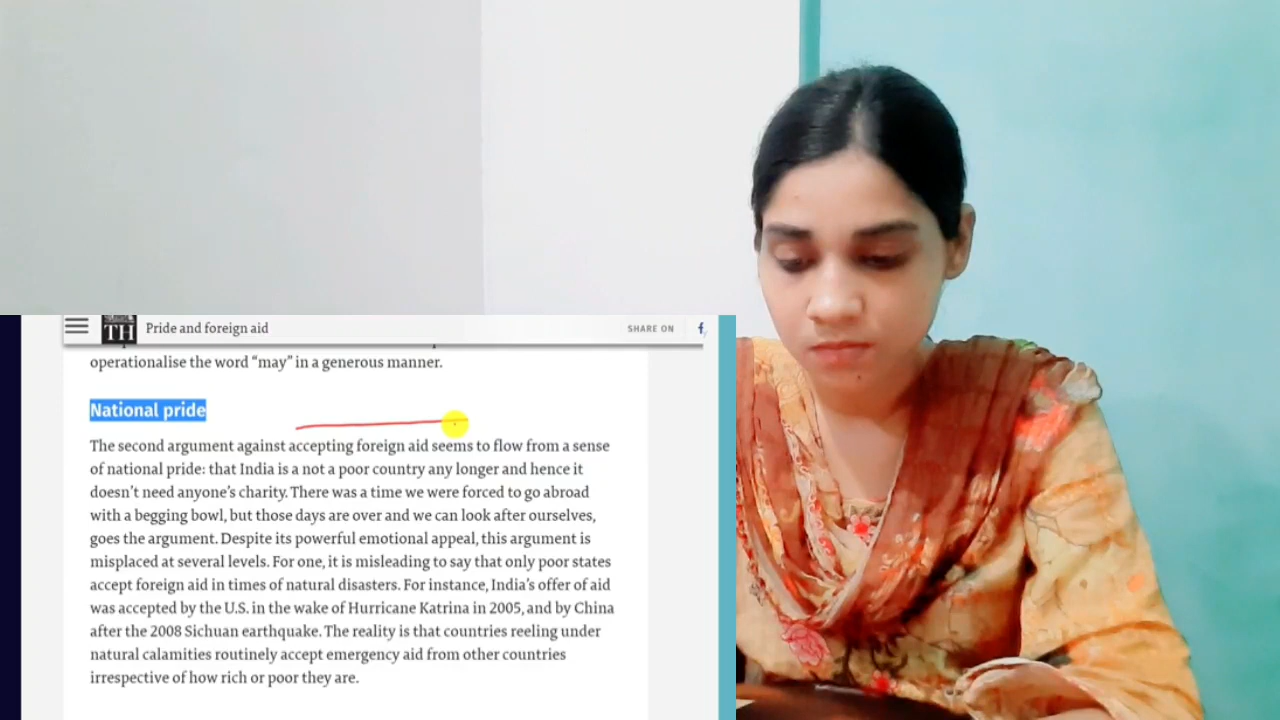 TH Pride and foreign aid SHARE ON f
operationalise the word “may” in a generous manner.
National pride
The second argument against accepting foreign aid seems to flow from a sense
of national pride: that India is a not a poor country any longer and hence it
doesn’t need anyone’s charity. There was a time we were forced to go abroad
with a begging bowl, but those days are over and we can look after ourselves,
goes the argument. Despite its powerful emotional appeal, this argument is
misplaced at several levels. For one, it is misleading to say that only poor states
accept foreign aid in times of natural disasters. For instance, India’s offer of aid
was accepted by the U.S. in the wake of Hurricane Katrina in 2005, and by China
after the 2008 Sichuan earthquake. The reality is that countries reeling under
natural calamities routinely accept emergency aid from other countries
irrespective of how rich or poor they are.